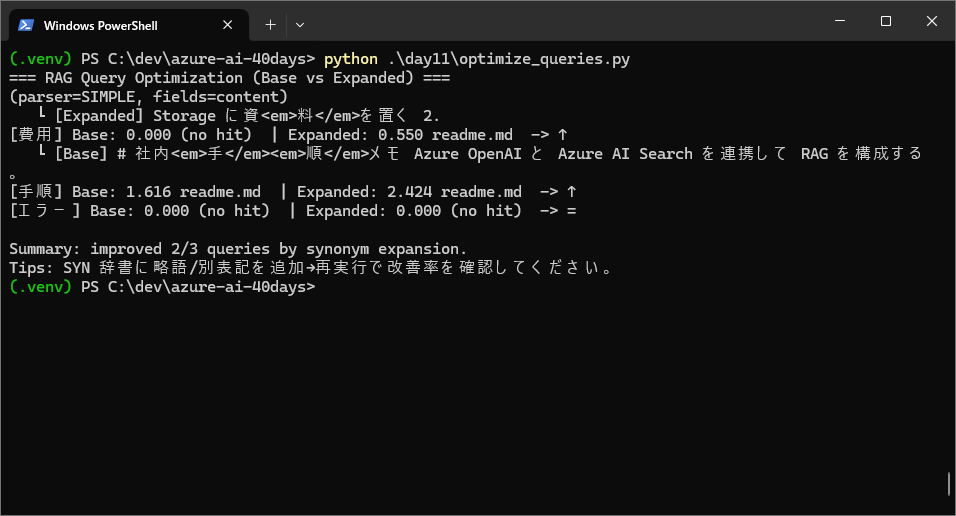 Windows PowerShell
(.venv) PS C:\dev\azure-ai-40days> python .\day11\optimize_queries.py
=== RAG Query Optimization (Base vs Expanded) ===
(parser=SIMPLE, fields=content)
└ [Expanded] Storage に資<em>料</em>を置く 2.
[費用] Base: 0.000 (no hit)  | Expanded: 0.550 readme.md  -> ↑
└ [Base] # 社内<em>手</em><em>順</em>メモ Azure OpenAI と Azure AI Search を連携して RAG を構成する
。
[手順] Base: 1.616 readme.md  | Expanded: 2.424 readme.md  -> ↑
[エラー] Base: 0.000 (no hit)  | Expanded: 0.000 (no hit)  -> =
Summary: improved 2/3 queries by synonym expansion.
Tips: SYN 辞書に略語/別表記を追加→再実行で改善率を確認してください。
(.venv) PS C:\dev\azure-ai-40days>